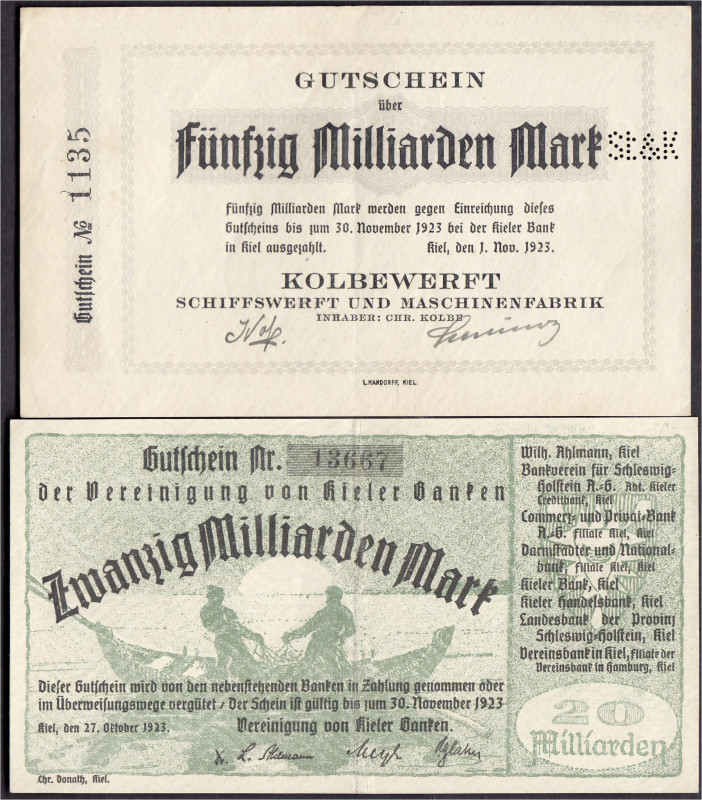 GUTSCHEIN
über
Fünfzig Milliarden Mark St&K
Gutschein № 1135
Fünfzig Milliarden Mark werden gegen Einreichung dieses
Gutscheins bis zum 30. November 1923 bei der Kieler Bank
in Kiel ausgezahlt. Kiel, den 1. Nov. 1923.
KOLBEWERFT
SCHIFFSWERFT UND MASCHINENFABRIK
INHABER: CHR. KOLBE
L. HANDORFF, KIEL.
Gutschein Nr. 13667
der Vereinigung von Kieler Banken
Zwanzig Milliarden Mark
Dieser Gutschein wird von den nebenstehenden Banken in Zahlung genommen oder
im Überweisungswege vergütet / Der Schein ist gültig bis zum 30. November 1923
Kiel, den 27. Oktober 1923. Vereinigung von Kieler Banken.
Chr. Donath, Kiel.
Wilh. Ahlmann, Kiel
Bankverein für Schleswig-
Holstein A.-G. Abt. Kieler
Creditbank, Kiel
Commerz- und Privat-Bank
A.-G. Filiale Kiel, Kiel
Darmstädter und National-
bank, Filiale Kiel, Kiel
Kieler Bank, Kiel
Kieler Handelsbank, Kiel
Landesbank der Provinz
Schleswig-Holstein, Kiel
Vereinsbank in Kiel, Filiale der
Vereinsbank in Hamburg, Kiel
20
Milliarden